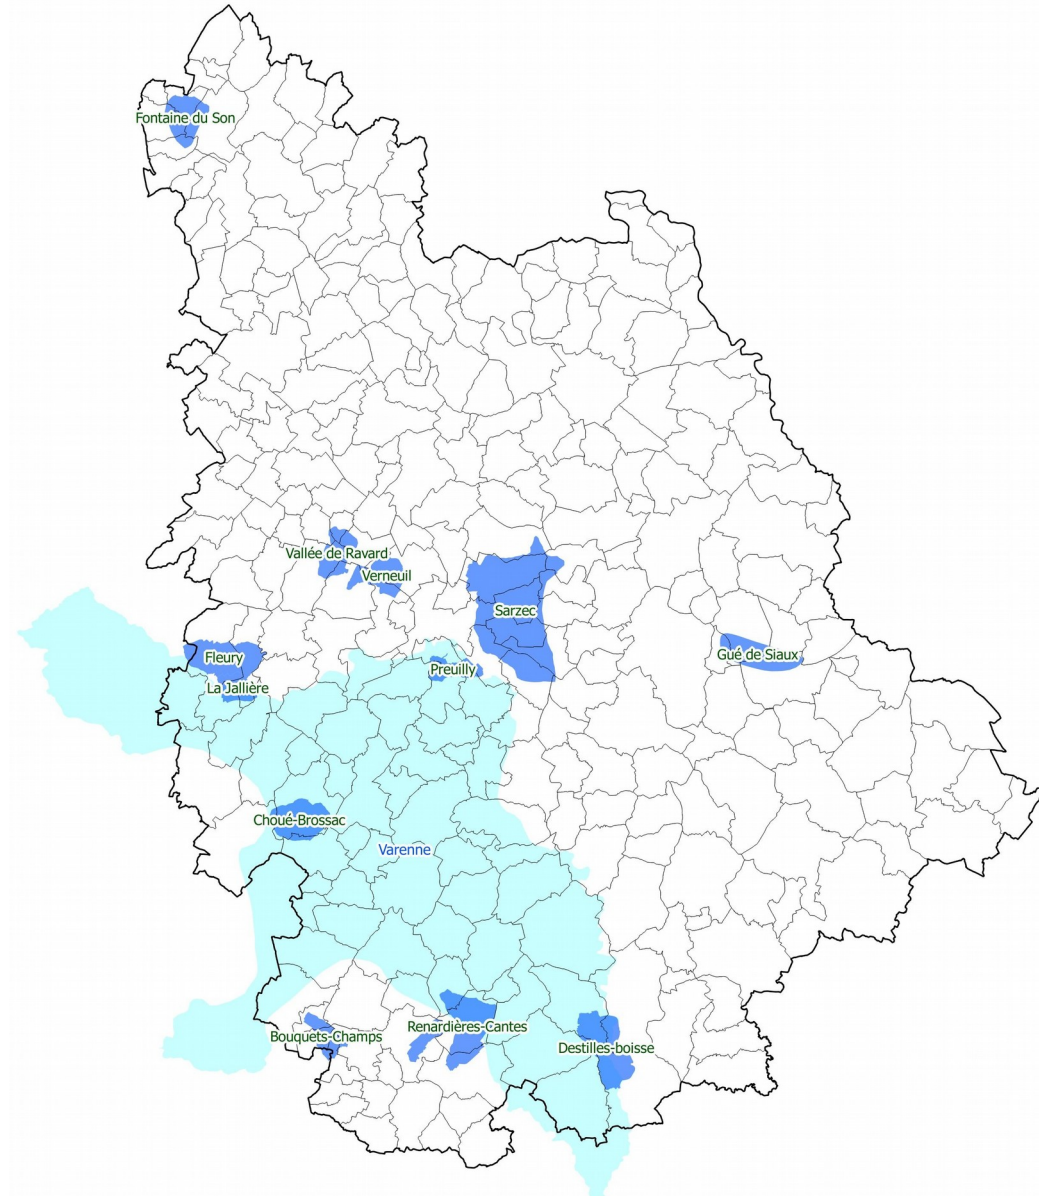 Fontaine du Son
Vallée de Ravard
Verneuil
Sarzec
Fleury
Gué de Siaux
Preuilly
La Jallière
Choué-Brossac
Varenne
Renardières-Cantes
Bouquets-Champs
Destilles-boisse